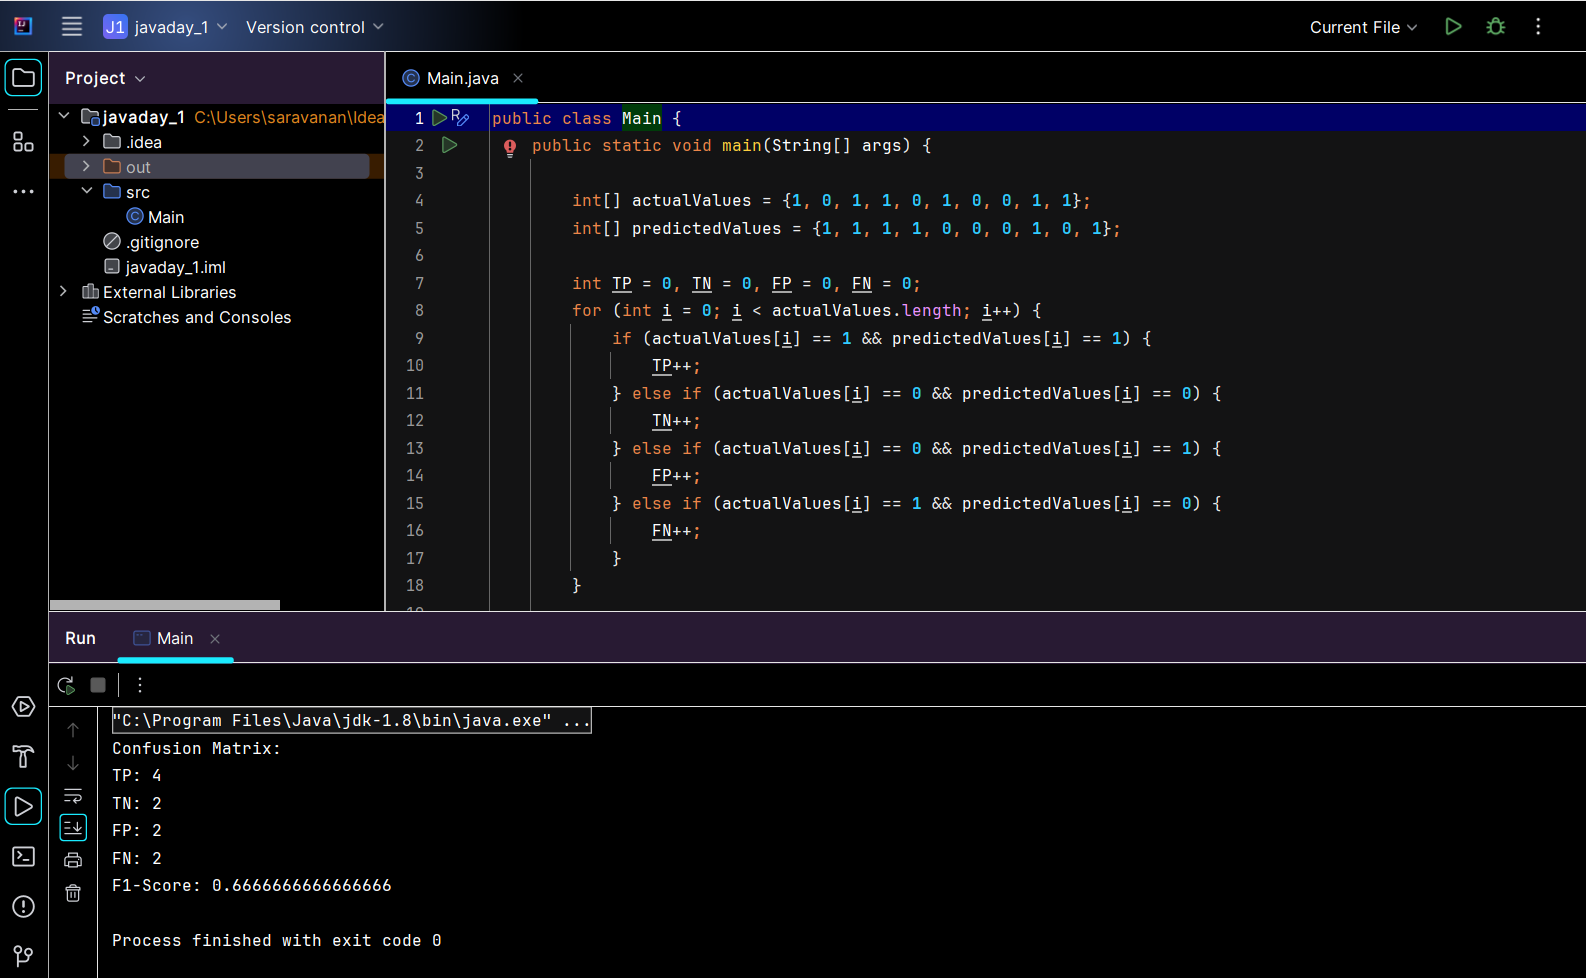 J1 javaday_1 Version control Current File
Project
Main.java
javaday_1 C:\Users\saravanan\Idea
.idea
out
src
Main
.gitignore
javaday_1.iml
External Libraries
Scratches and Consoles
1 public class Main {
2 public static void main(String[] args) {
3
4 int[] actualValues = {1, 0, 1, 1, 0, 1, 0, 0, 1, 1};
5 int[] predictedValues = {1, 1, 1, 1, 0, 0, 0, 1, 0, 1};
6
7 int TP = 0, TN = 0, FP = 0, FN = 0;
8 for (int i = 0; i < actualValues.length; i++) {
9 if (actualValues[i] == 1 && predictedValues[i] == 1) {
10 TP++;
11 } else if (actualValues[i] == 0 && predictedValues[i] == 0) {
12 TN++;
13 } else if (actualValues[i] == 0 && predictedValues[i] == 1) {
14 FP++;
15 } else if (actualValues[i] == 1 && predictedValues[i] == 0) {
16 FN++;
17 }
18 }
Run Main
"C:\Program Files\Java\jdk-1.8\bin\java.exe" ...
Confusion Matrix:
TP: 4
TN: 2
FP: 2
FN: 2
F1-Score: 0.6666666666666666
Process finished with exit code 0